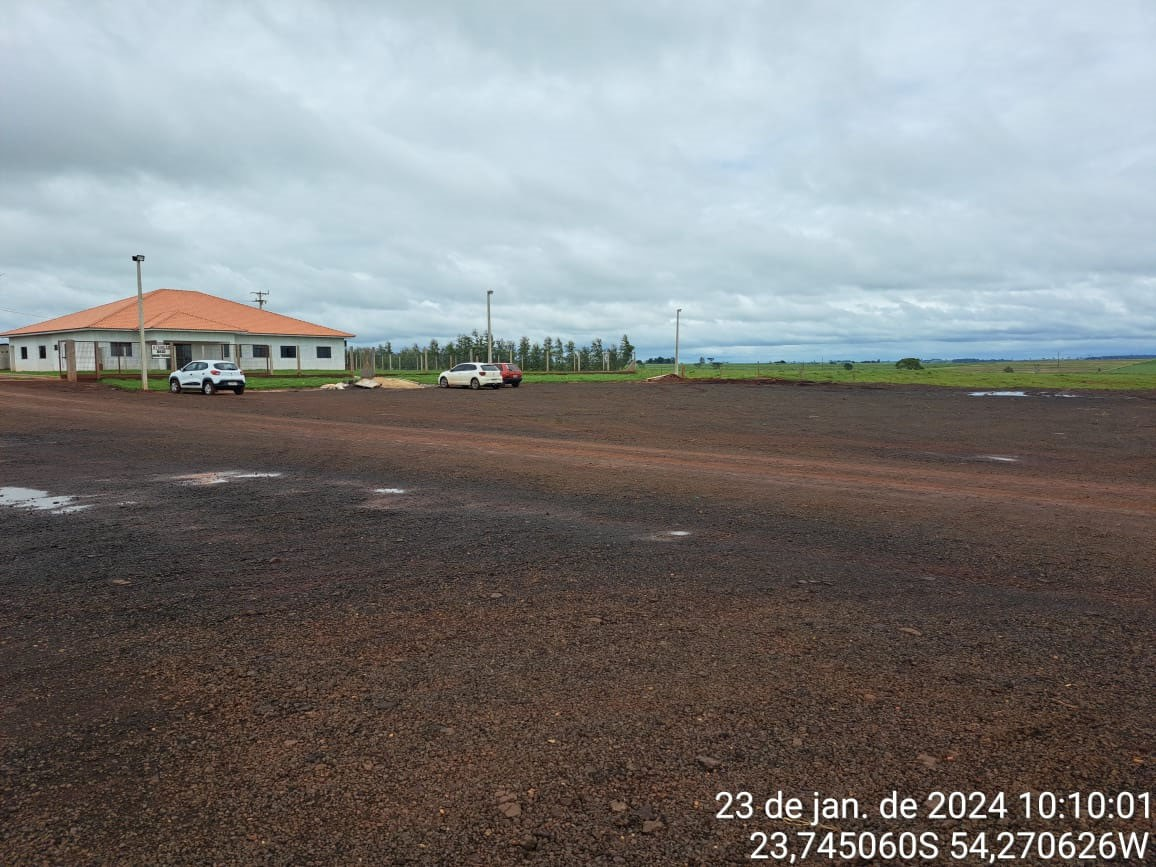 23 de jan. de 2024 10:10:01
23,745060S 54,270626W